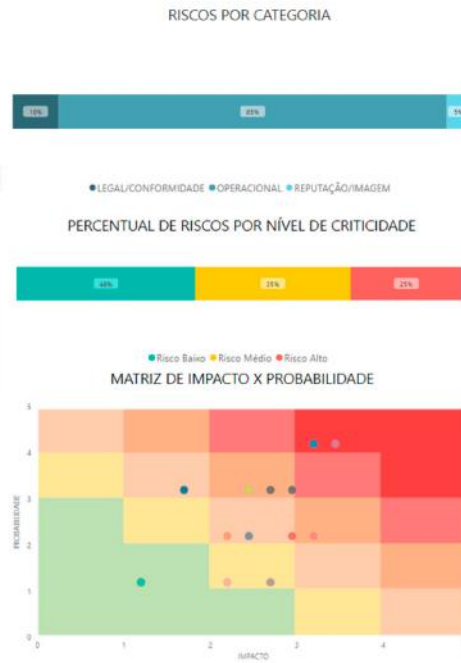 RISCOS POR CATEGORIA
10% 85% 5%
LEGAL/CONFORMIDADE OPERACIONAL REPUTAÇÃO/IMAGEM
PERCENTUAL DE RISCOS POR NÍVEL DE CRITICIDADE
40% 35% 25%
Risco Baixo Risco Médio Risco Alto
MATRIZ DE IMPACTO X PROBABILIDADE
5
4
3
PROBABILIDADE
2
1
0
0 1 2 3 4
IMPACTO